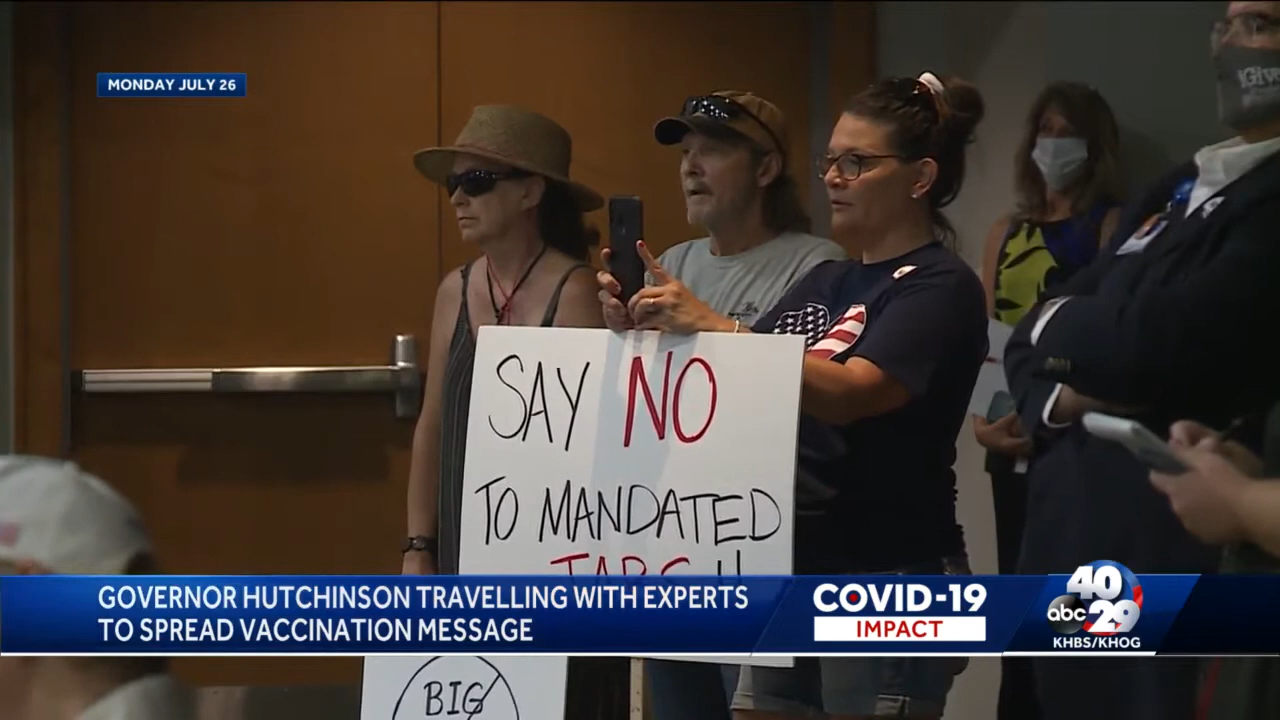 MONDAY JULY 26
SAY NO
TO MANDATED
GOVERNOR HUTCHINSON TRAVELLING WITH EXPERTS
TO SPREAD VACCINATION MESSAGE
COVID-19
IMPACT
40
abc 29
KHBS/KHOG
BIG